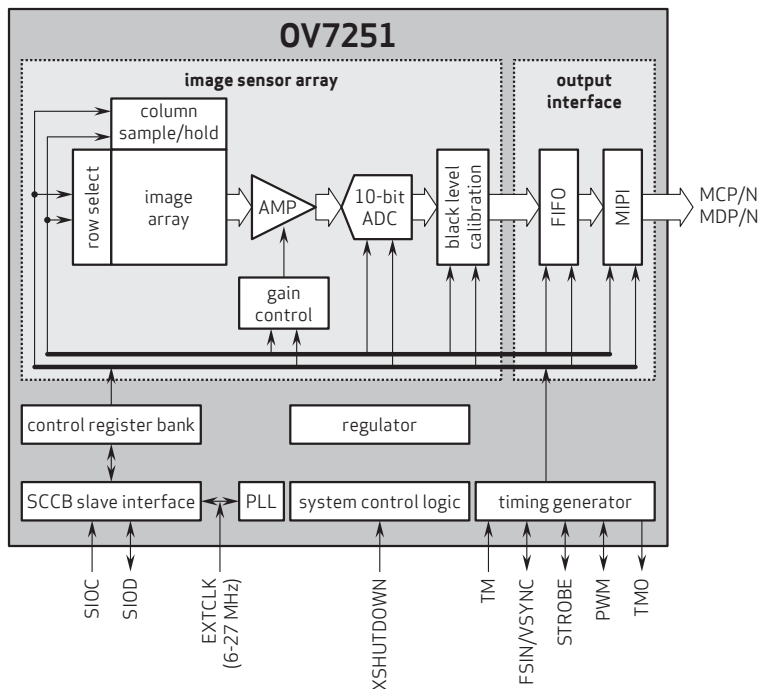 OV7251
image sensor array
output
interface
column
sample/hold
row select
image
array
AMP
10-bit
ADC
black level
calibration
FIFO
MIPI
MCP/N
MDP/N
gain
control
control register bank
regulator
SCCB slave interface
PLL
system control logic
timing generator
SIOC
SIOD
EXTCLK
(6-27 MHz)
XSHUTDOWN
TM
FSIN/VSYNC
STROBE
PWM
TMO